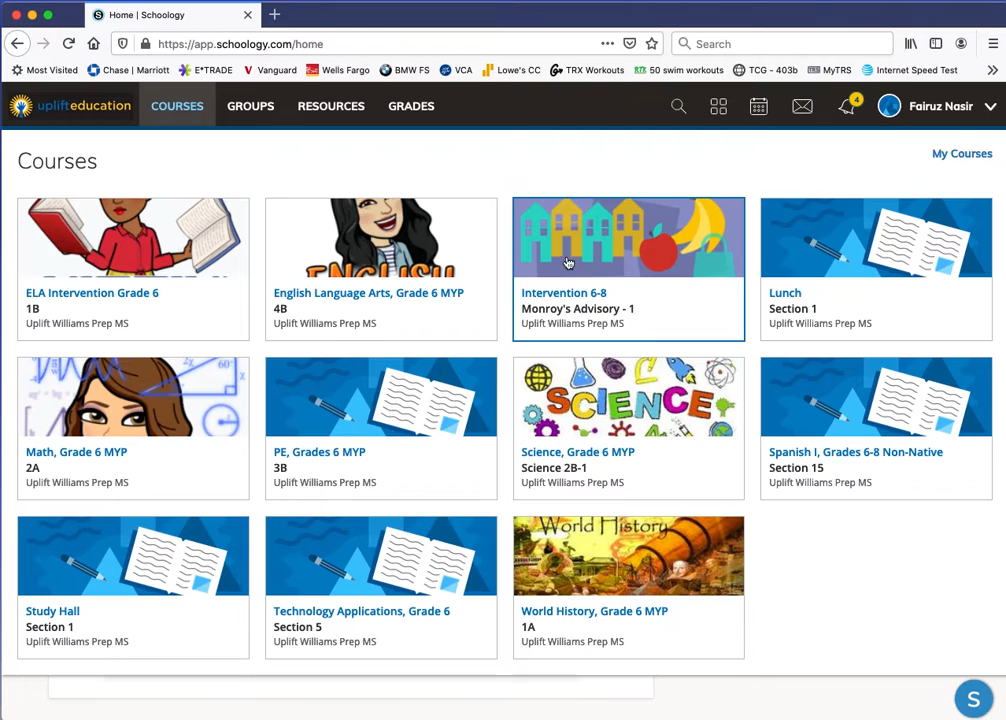 Home | Schoology
https://app.schoology.com/home
Search
Most Visited
Chase | Marriott
E*TRADE
Vanguard
Wells Fargo
BMW FS
VCA
Lowe's CC
TRX Workouts
50 swim workouts
TCG - 403b
MyTRS
Internet Speed Test
uplifteducation
COURSES
GROUPS
RESOURCES
GRADES
4
Fairuz Nasir
Courses
My Courses
ENGLISH
ELA Intervention Grade 6
1B
Uplift Williams Prep MS
English Language Arts, Grade 6 MYP
4B
Uplift Williams Prep MS
Intervention 6-8
Monroy's Advisory - 1
Uplift Williams Prep MS
Lunch
Section 1
Uplift Williams Prep MS
SCIENCE
Math, Grade 6 MYP
2A
Uplift Williams Prep MS
PE, Grades 6 MYP
3B
Uplift Williams Prep MS
Science, Grade 6 MYP
Science 2B-1
Uplift Williams Prep MS
Spanish I, Grades 6-8 Non-Native
Section 15
Uplift Williams Prep MS
World History
Study Hall
Section 1
Uplift Williams Prep MS
Technology Applications, Grade 6
Section 5
Uplift Williams Prep MS
World History, Grade 6 MYP
1A
Uplift Williams Prep MS
S